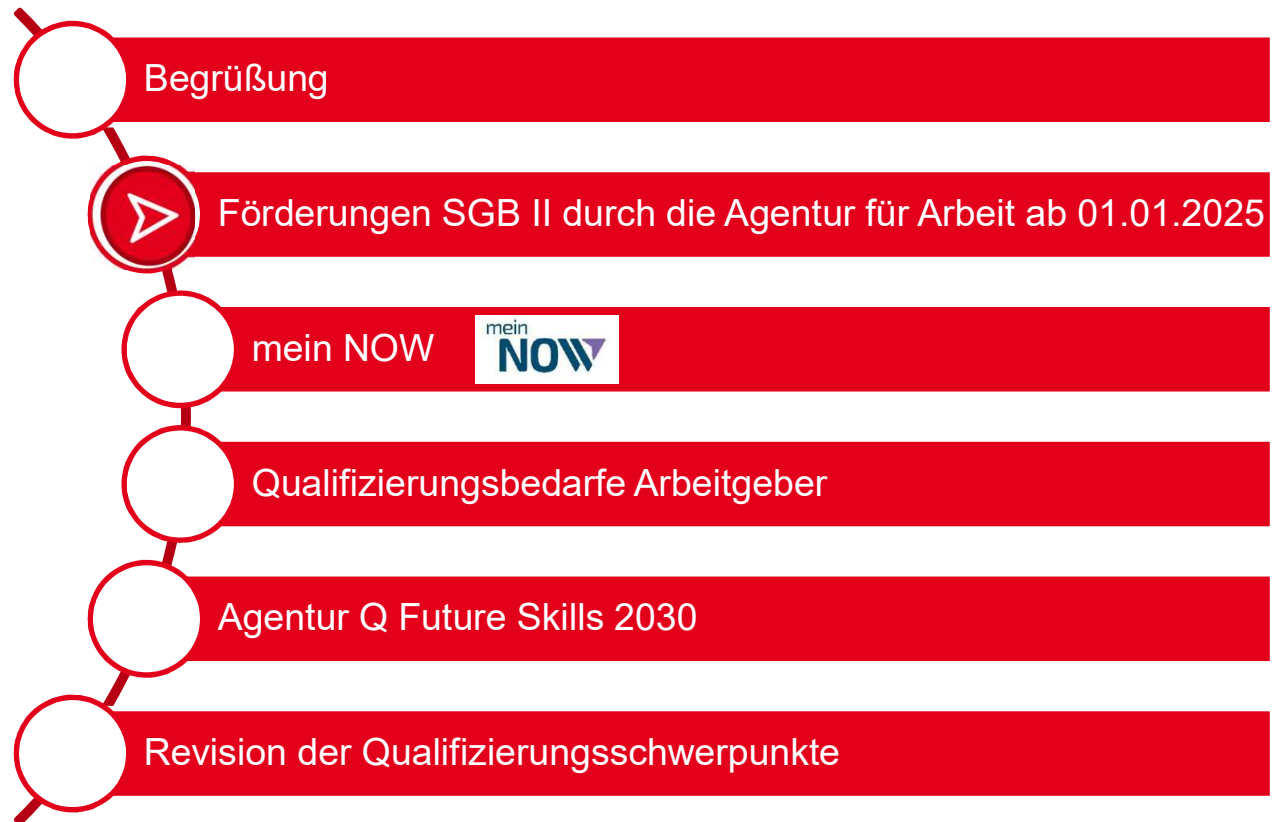 Begrüßung
Förderungen SGB II durch die Agentur für Arbeit ab 01.01.2025
mein NOW
mein
NOW
Qualifizierungsbedarfe Arbeitgeber
Agentur Q Future Skills 2030
Revision der Qualifizierungsschwerpunkte